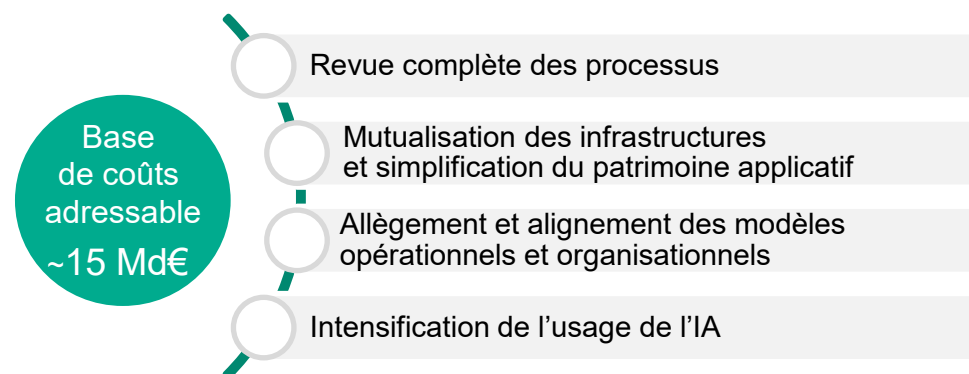 Base
de coûts
adressable
~15 Md€
Revue complète des processus
Mutualisation des infrastructures
et simplification du patrimoine applicatif
Allègement et alignement des modèles
opérationnels et organisationnels
Intensification de l’usage de l’IA